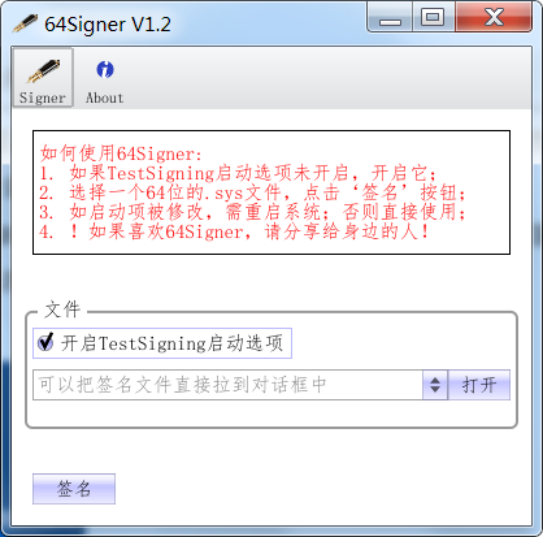 64Signer V1.2
Signer
About
如何使用64Signer:
1. 如果TestSigning启动选项未开启，开启它;
2. 选择一个64位的.sys文件，点击‘签名’按钮;
3. 如启动项被修改，需重启系统；否则直接使用;
4. ！如果喜欢64Signer，请分享给身边的人！
文件
开启TestSigning启动选项
可以把签名文件直接拉到对话框中
打开
签名